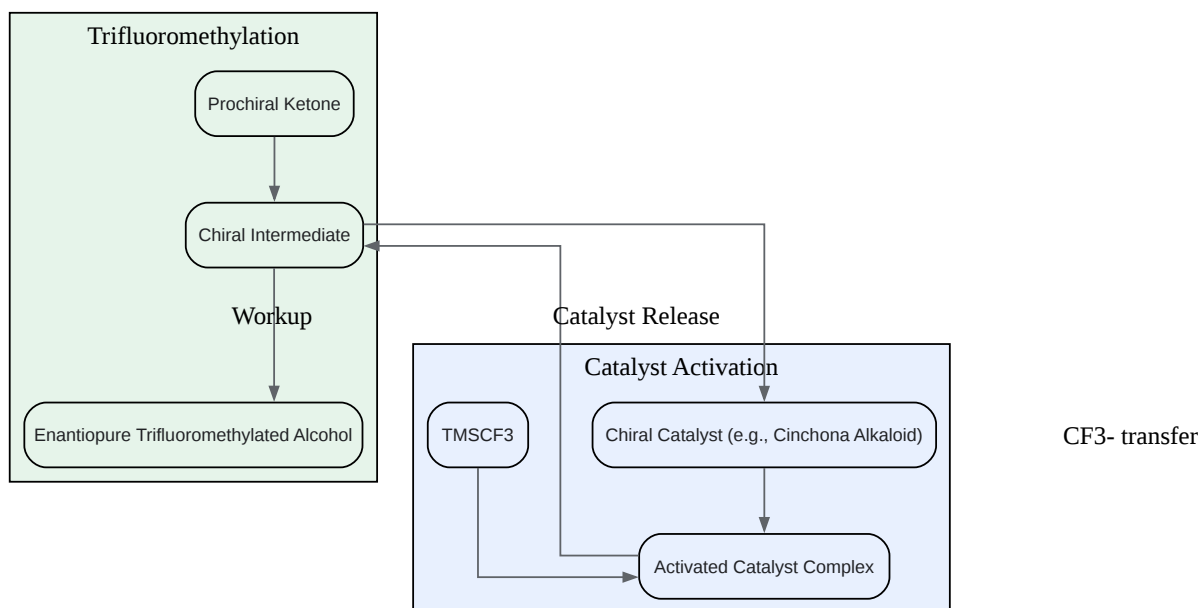 Trifluoromethylation
Prochiral Ketone
Chiral Intermediate
Workup
Catalyst Release
Catalyst Activation
Enantiopure Trifluoromethylated Alcohol
TMSCF3
Chiral Catalyst (e.g., Cinchona Alkaloid)
CF3- transfer
Activated Catalyst Complex